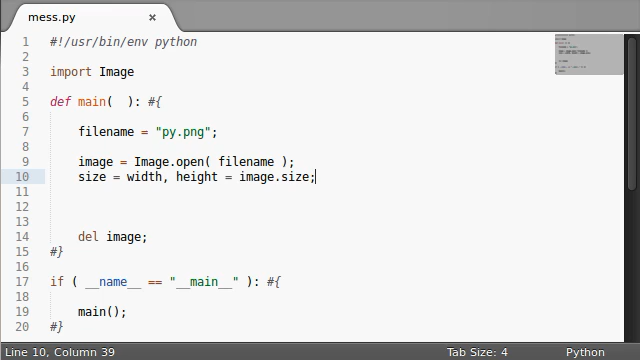 mess.py ×
1 #!/usr/bin/env python
2
3 import Image
4
5 def main(  ): #{
6
7     filename = "py.png";
8
9     image = Image.open( filename );
10     size = width, height = image.size;
11
12
13
14     del image;
15 #}
16
17 if ( __name__ == "__main__" ): #{
18
19     main();
20 #}
Line 10, Column 39 Tab Size: 4 Python